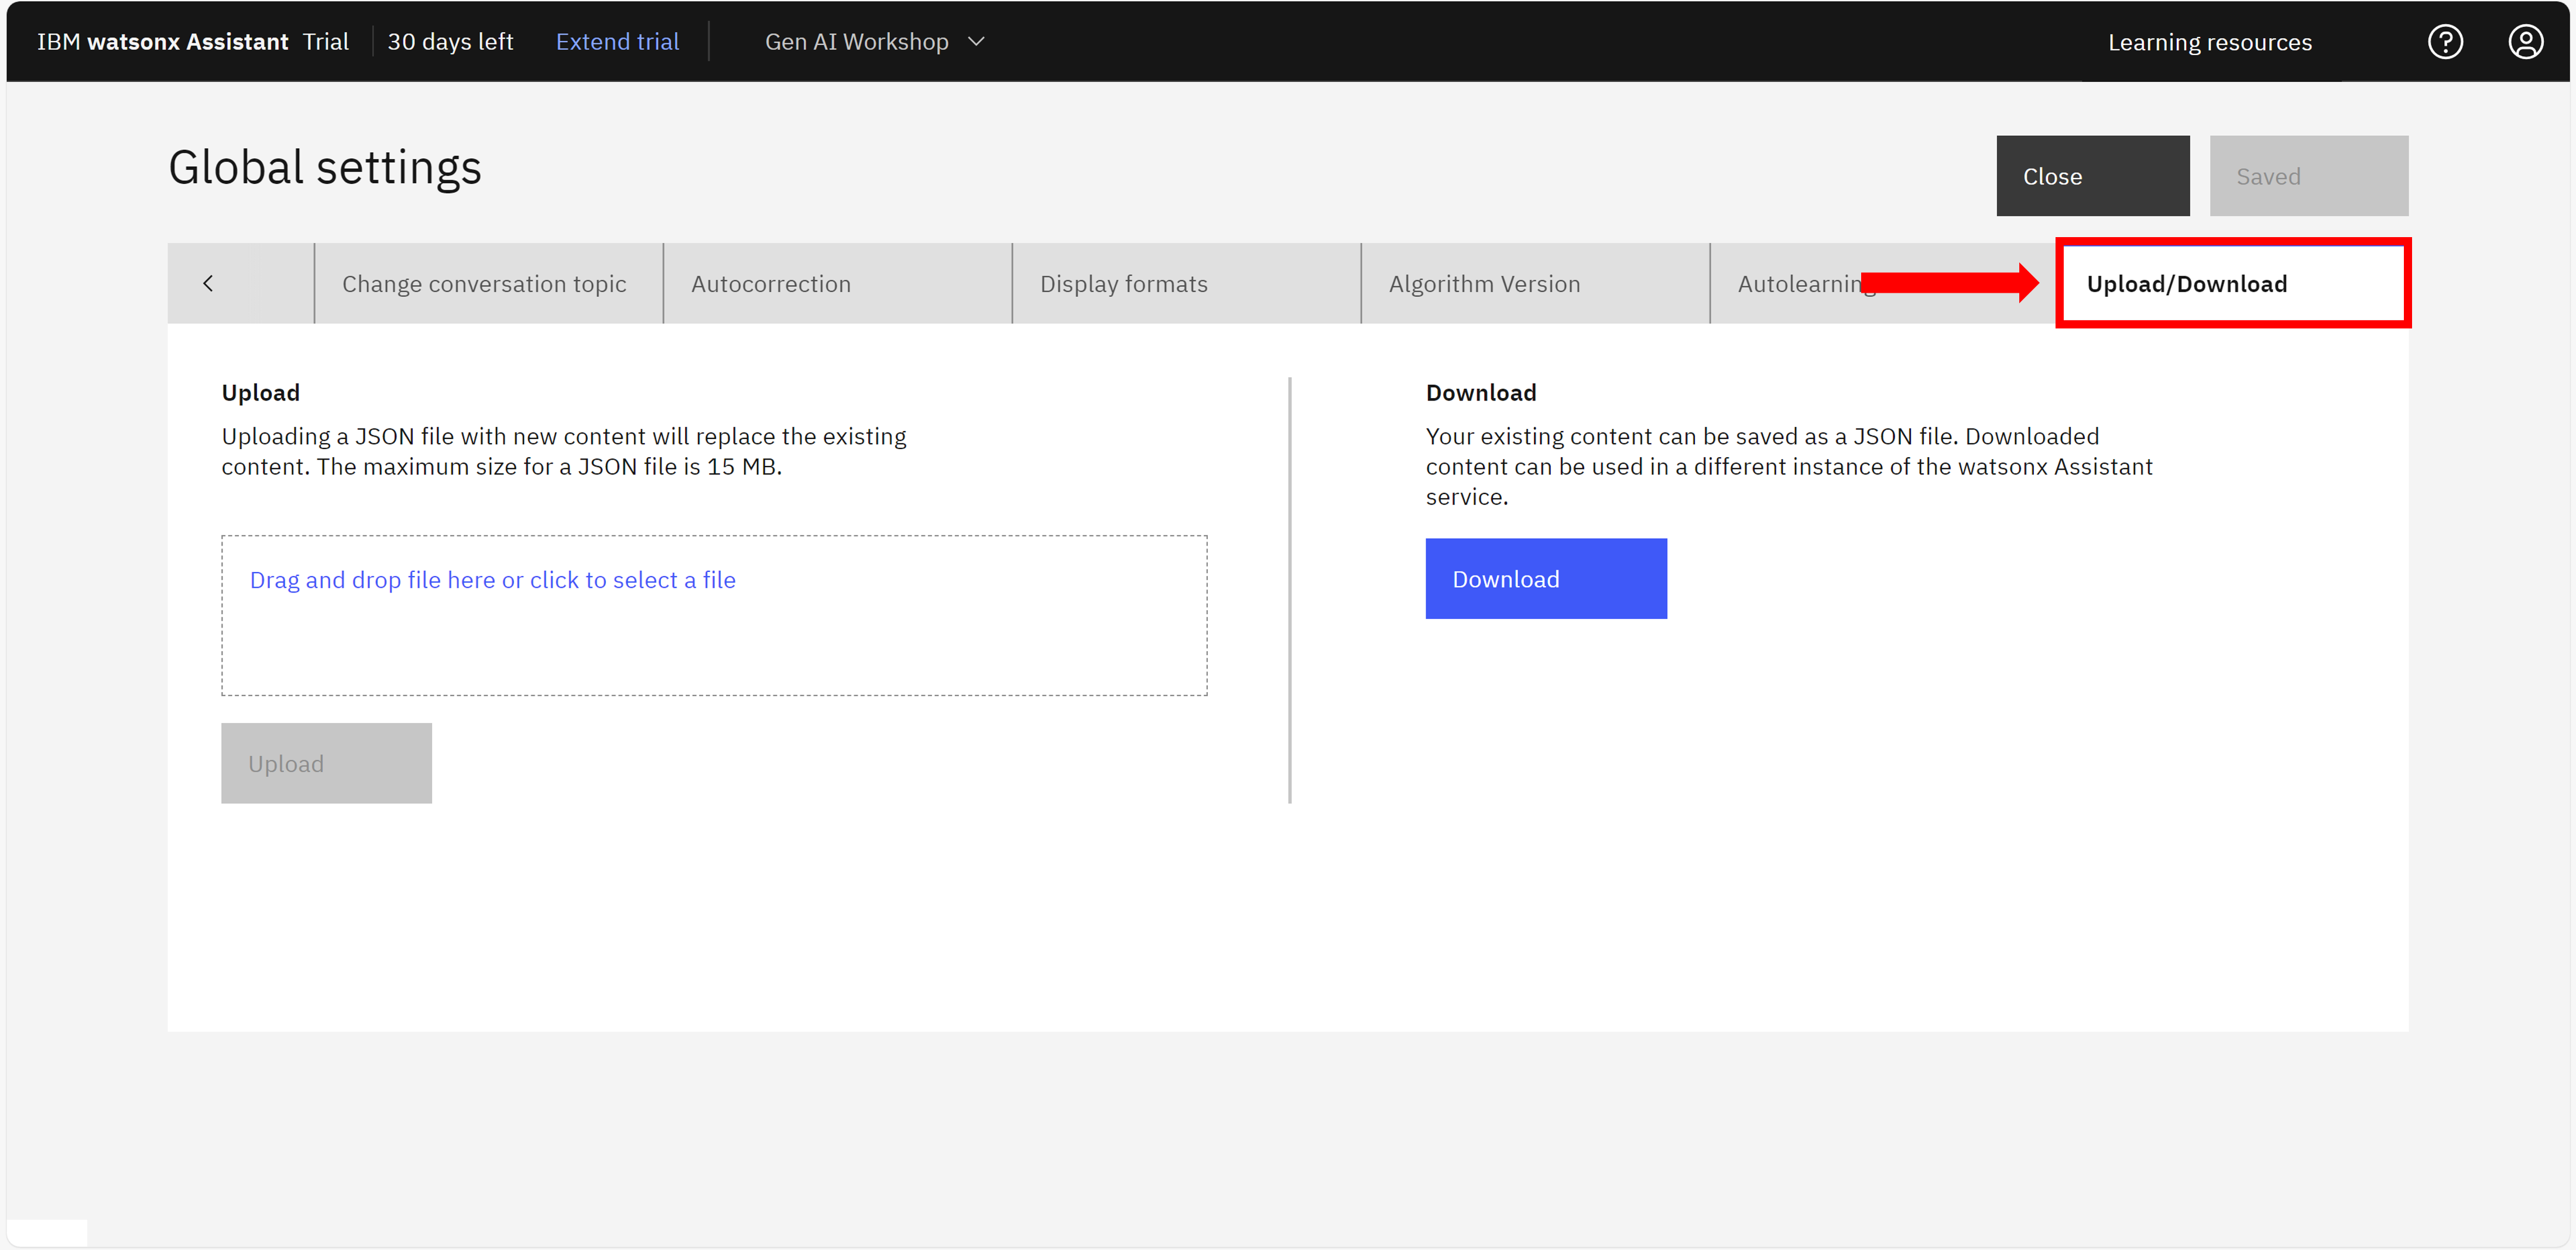 IBM watsonx Assistant Trial 30 days left Extend trial Gen AI Workshop Learning resources
Global settings
Close Saved
Change conversation topic Autocorrection Display formats Algorithm Version Autolearning Upload/Download
Upload
Uploading a JSON file with new content will replace the existing
content. The maximum size for a JSON file is 15 MB.
Drag and drop file here or click to select a file
Upload
Download
Your existing content can be saved as a JSON file. Downloaded
content can be used in a different instance of the watsonx Assistant
service.
Download